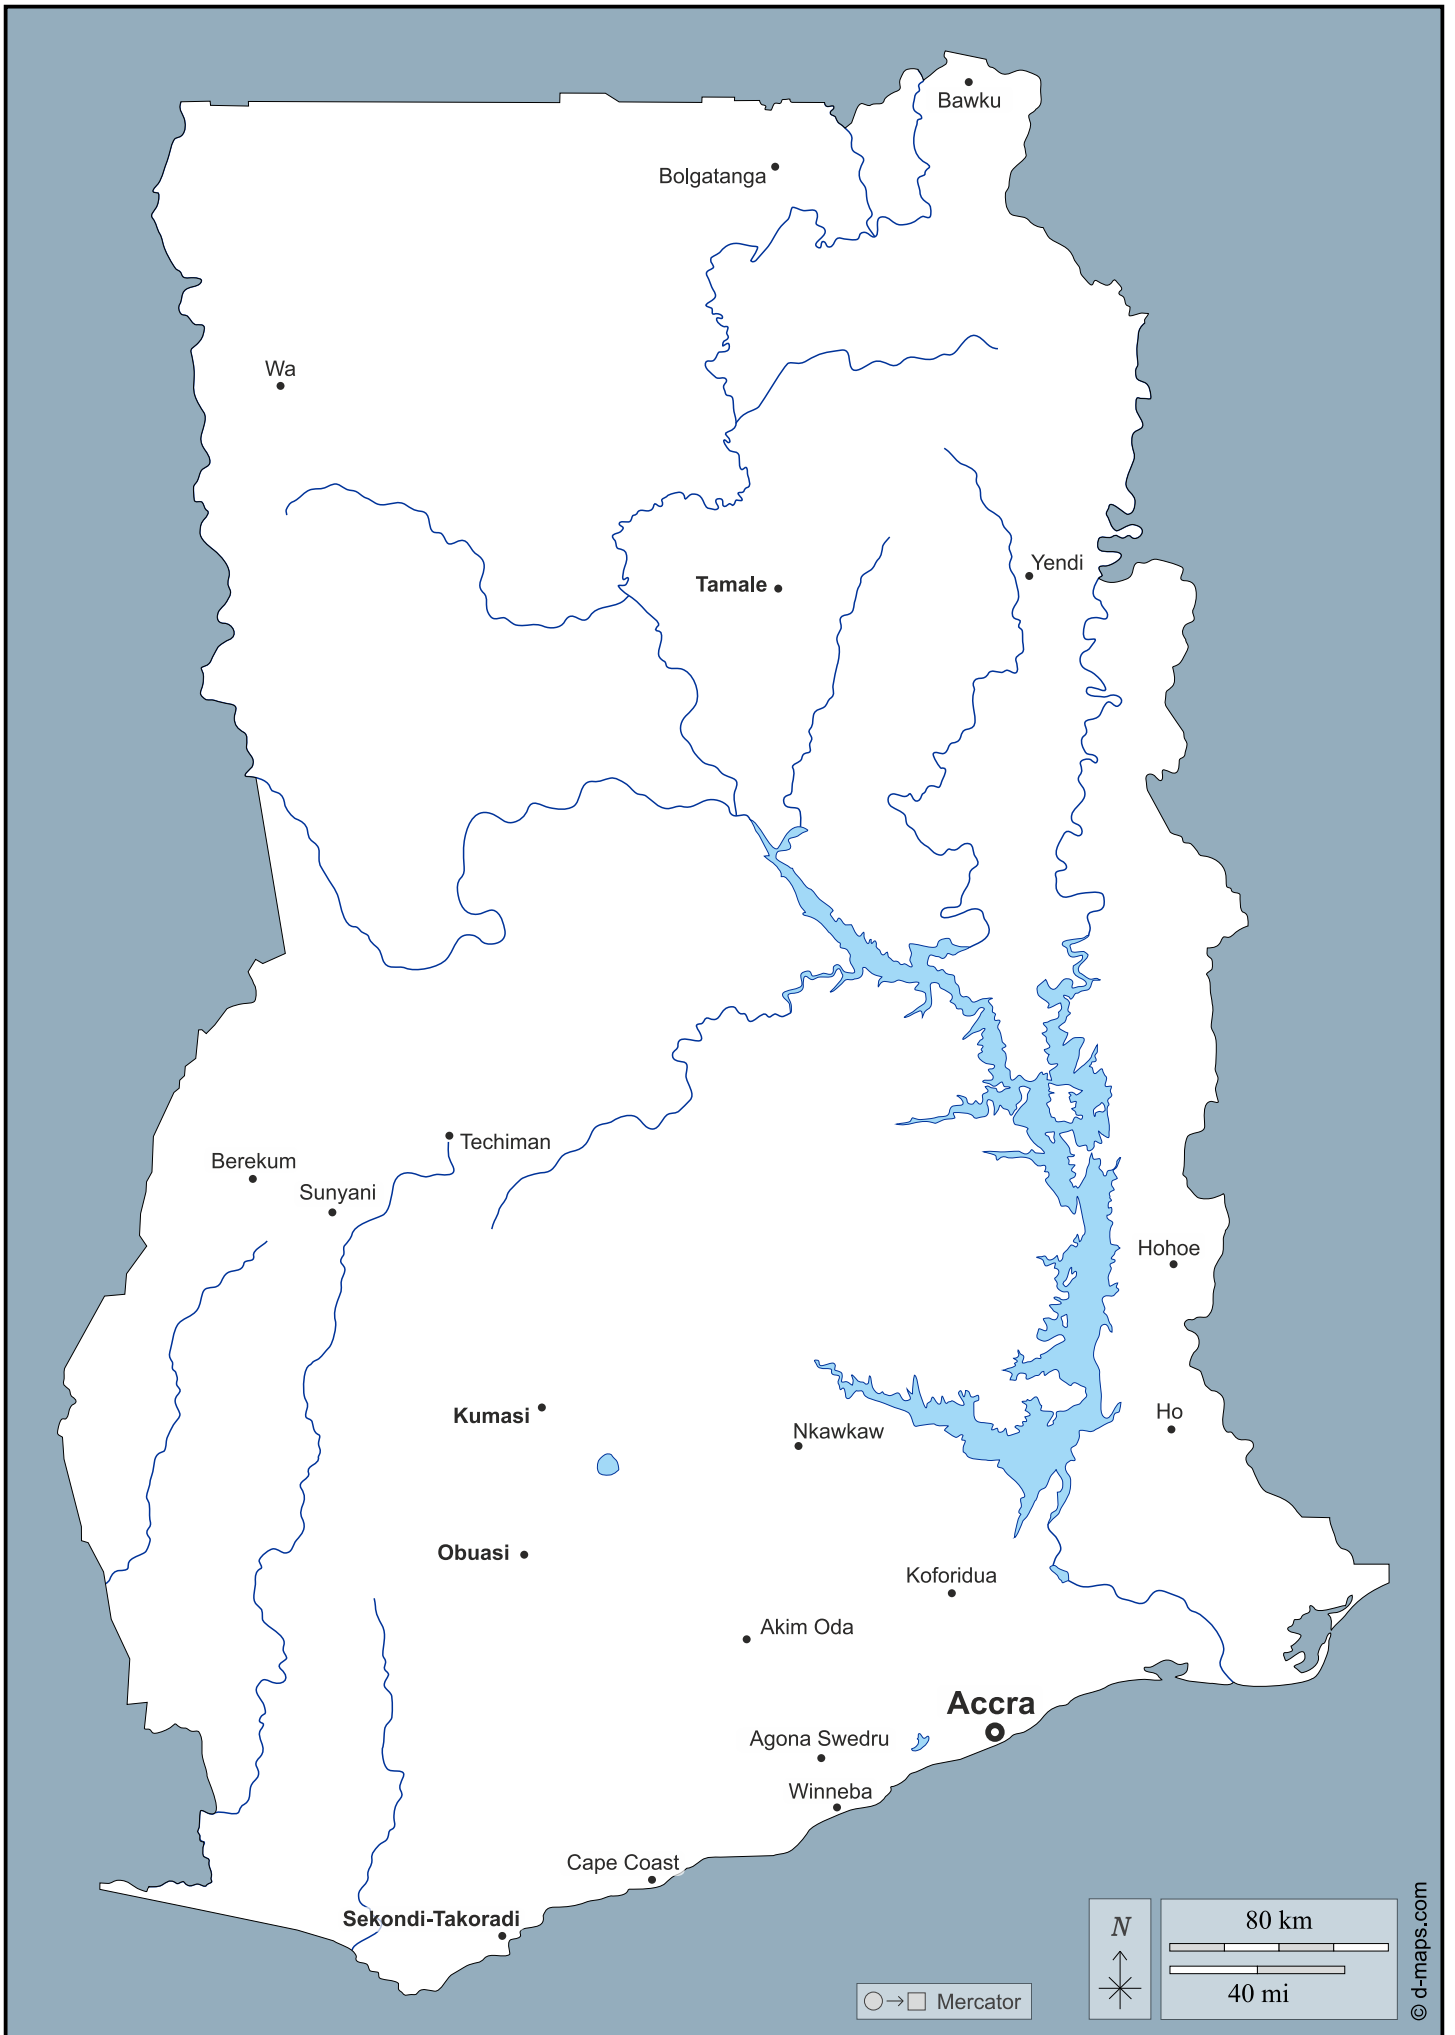 Bawku
Bolgatanga
Wa
Yendi
Tamale
Techiman
Berekum
Sunyani
Hohoe
Ho
Kumasi
Nkawkaw
Obuasi
Koforidua
Akim Oda
Accra
Agona Swedru
Winneba
Cape Coast
Sekondi-Takoradi
N
80 km
40 mi
Mercator
© d-maps.com